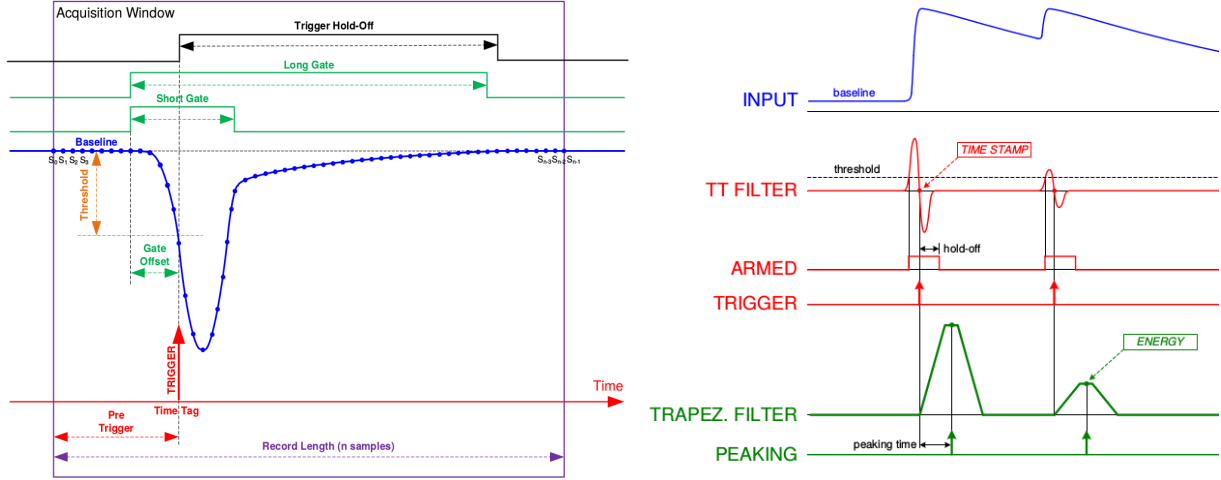 Acquisition Window
Trigger Hold-Off
Long Gate
Short Gate
Baseline
S0 S1 S2 S3
Sn-3 Sn-2 Sn-1
Threshold
Gate
Offset
TRIGGER
Time
Pre
Trigger
Time Tag
Record Length (n samples)
INPUT
baseline
TIME STAMP
threshold
TT FILTER
hold-off
ARMED
TRIGGER
ENERGY
TRAPEZ. FILTER
peaking time
PEAKING